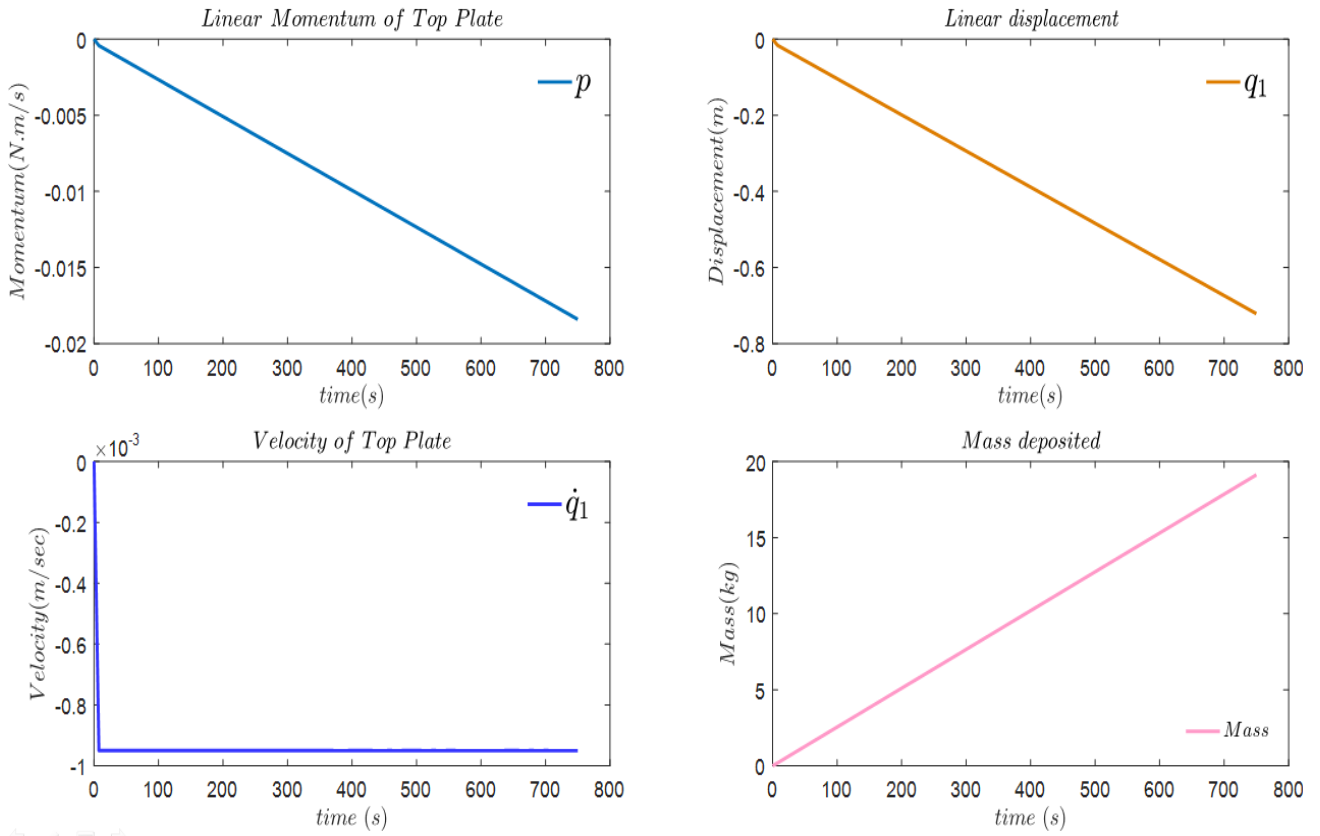 Linear Momentum of Top Plate
0
-0.005
-0.01
-0.015
-0.02
Momentum(N.m/s)
p
0 100 200 300 400 500 600 700 800
time(s)
Linear displacement
0
-0.2
-0.4
-0.6
-0.8
Displacement(m)
q₁
0 100 200 300 400 500 600 700 800
time(s)
Velocity of Top Plate
×10⁻³
0
-0.2
-0.4
-0.6
-0.8
-1
Velocity(m/sec)
q̇₁
0 100 200 300 400 500 600 700 800
time (s)
Mass deposited
20
15
10
5
0
Mass(kg)
Mass
0 100 200 300 400 500 600 700 800
time (s)